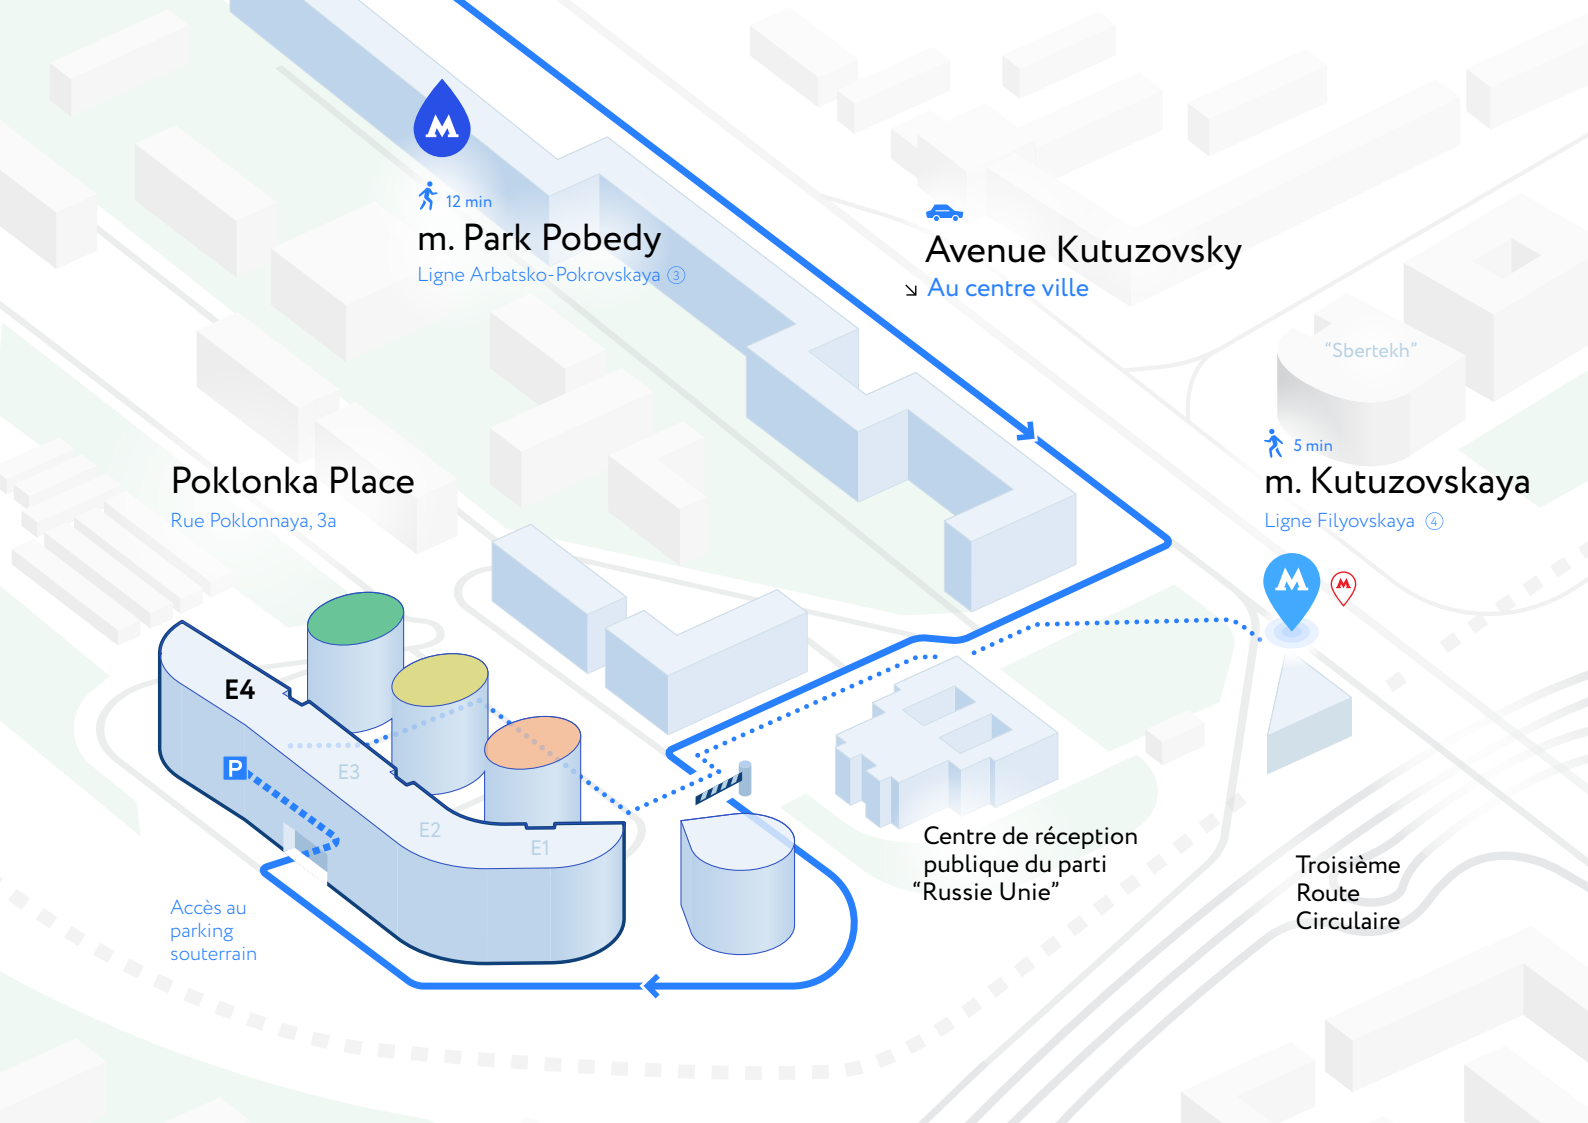 M
12 min
m. Park Pobedy
Ligne Arbatsko-Pokrovskaya 3
Avenue Kutuzovsky
Au centre ville
“Sbertekh”
5 min
m. Kutuzovskaya
Ligne Filyovskaya 4
M
M
Poklonka Place
Rue Poklonnaya, 3a
E4
P
E3
E2
E1
Centre de réception
publique du parti
“Russie Unie”
Troisième
Route
Circulaire
Accès au
parking
souterrain